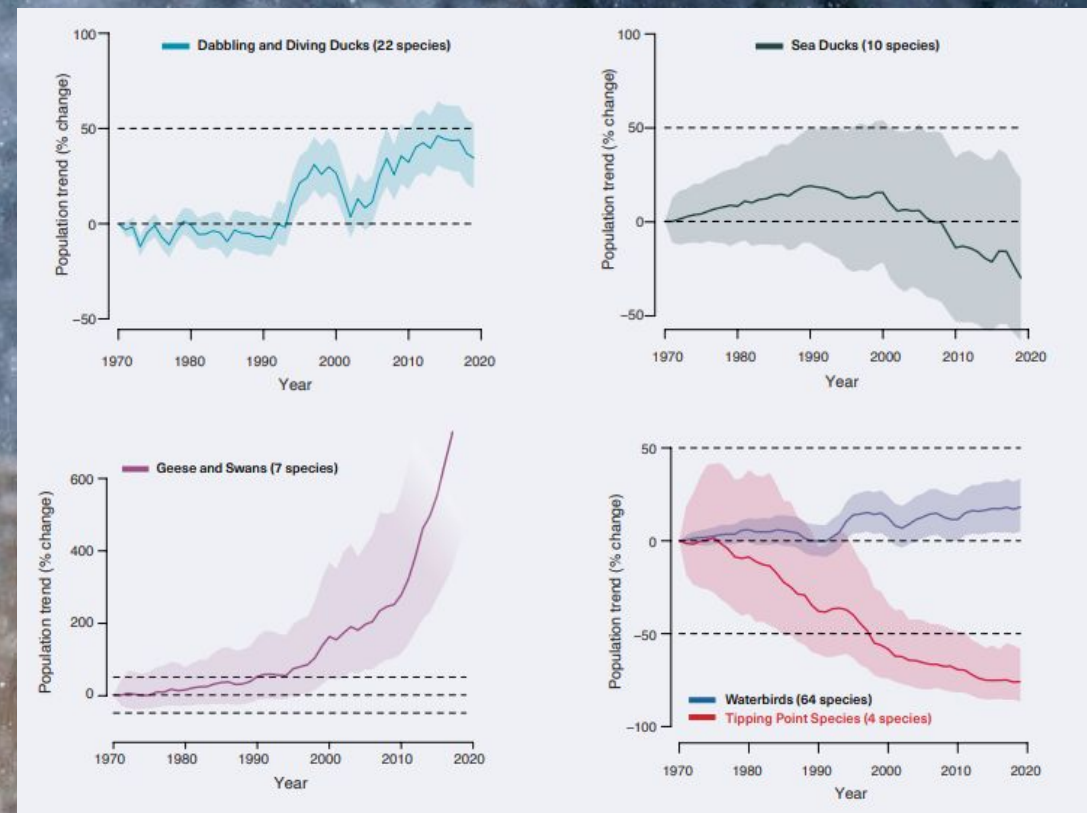 100
50
0
−50
Population trend (% change)
Dabbling and Diving Ducks (22 species)
1970 1980 1990 2000 2010 2020
Year
100
50
0
−50
Population trend (% change)
Sea Ducks (10 species)
1970 1980 1990 2000 2010 2020
Year
600
400
200
0
Population trend (% change)
Geese and Swans (7 species)
1970 1980 1990 2000 2010 2020
Year
50
0
−50
−100
Population trend (% change)
Waterbirds (64 species)
Tipping Point Species (4 species)
1970 1980 1990 2000 2010 2020
Year